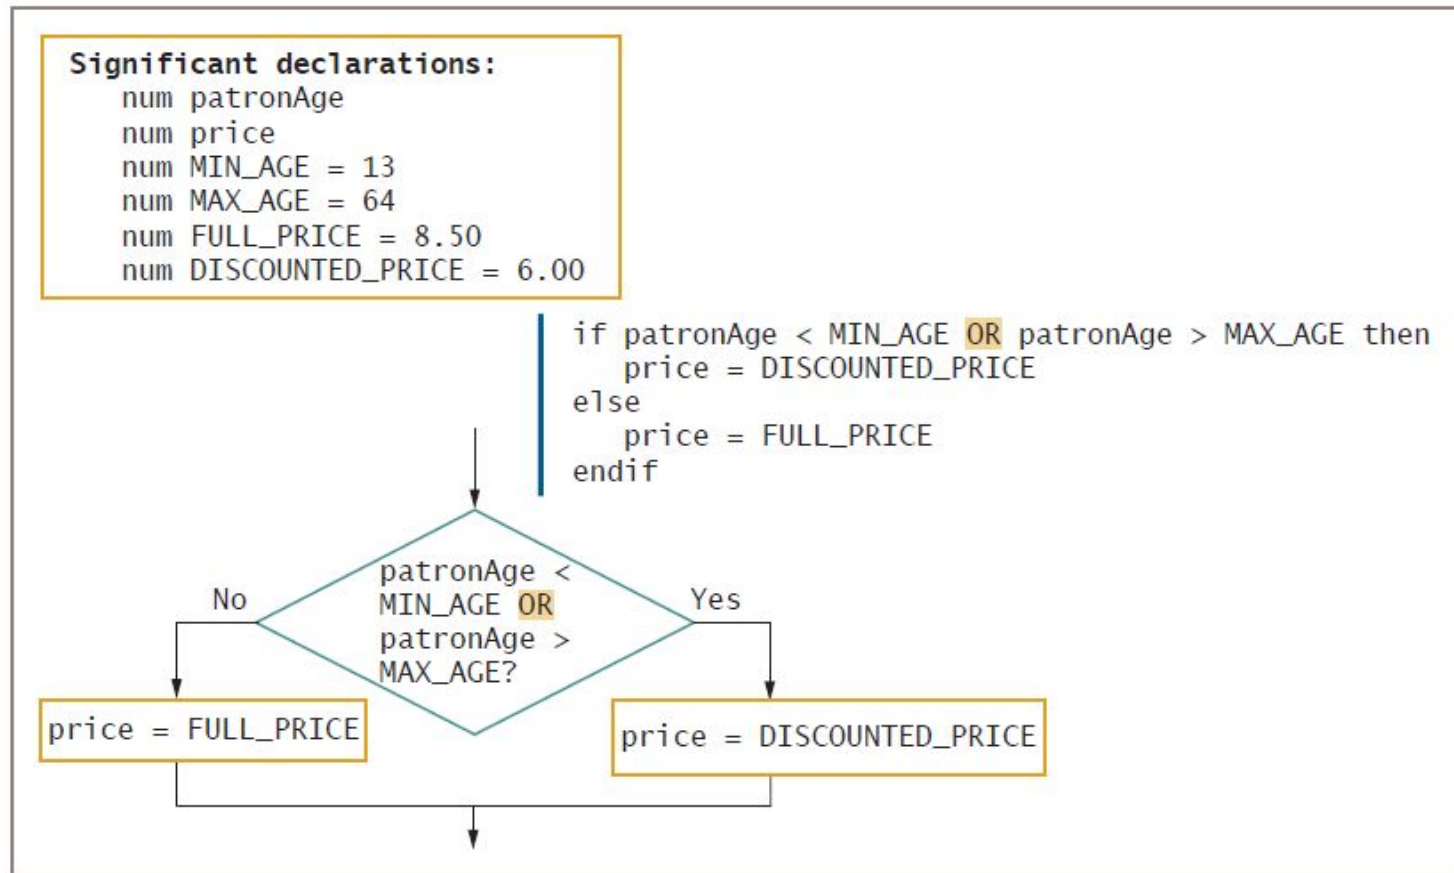 Significant declarations:
num patronAge
num price
num MIN_AGE = 13
num MAX_AGE = 64
num FULL_PRICE = 8.50
num DISCOUNTED_PRICE = 6.00
if patronAge < MIN_AGE OR patronAge > MAX_AGE then
price = DISCOUNTED_PRICE
else
price = FULL_PRICE
endif
patronAge <
MIN_AGE OR
patronAge >
MAX_AGE?
No
Yes
price = FULL_PRICE
price = DISCOUNTED_PRICE